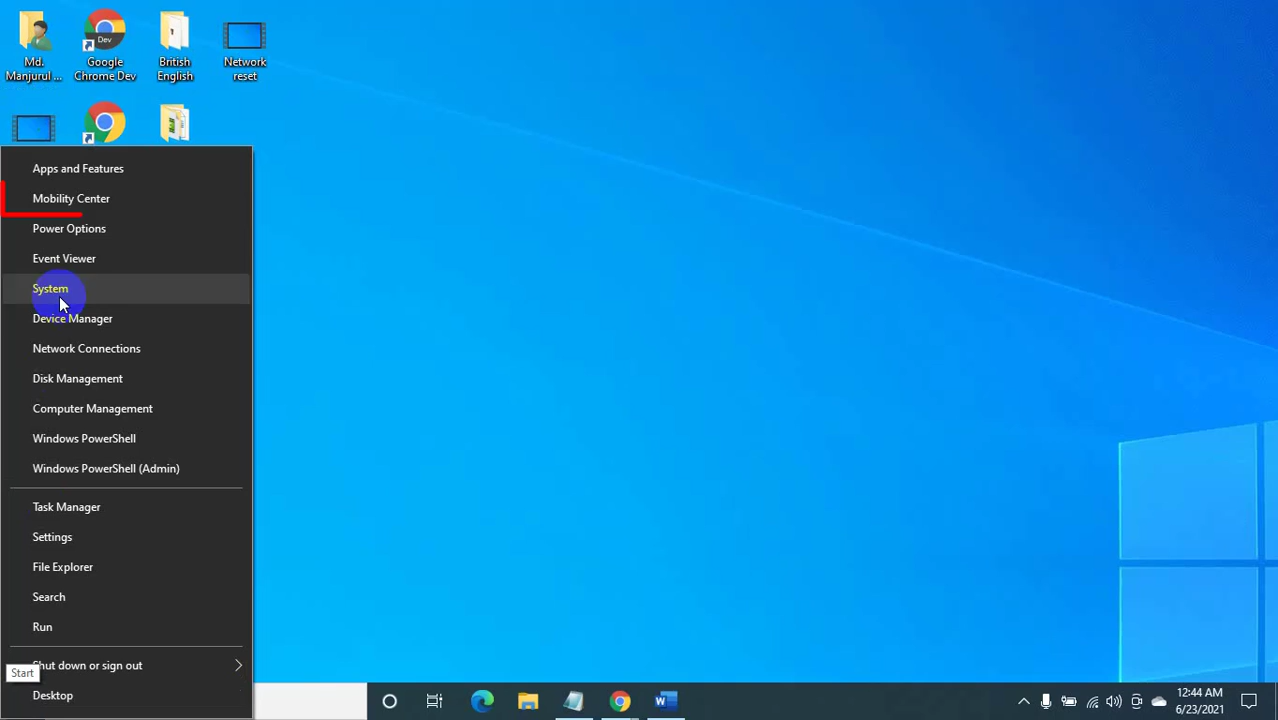 Dev
Md.
Manjurul ...
Google
Chrome Dev
British
English
Network
reset
Apps and Features
Mobility Center
Power Options
Event Viewer
System
Device Manager
Network Connections
Disk Management
Computer Management
Windows PowerShell
Windows PowerShell (Admin)
Task Manager
Settings
File Explorer
Search
Run
Shut down or sign out
Start
Desktop
W
12:44 AM
6/23/2021